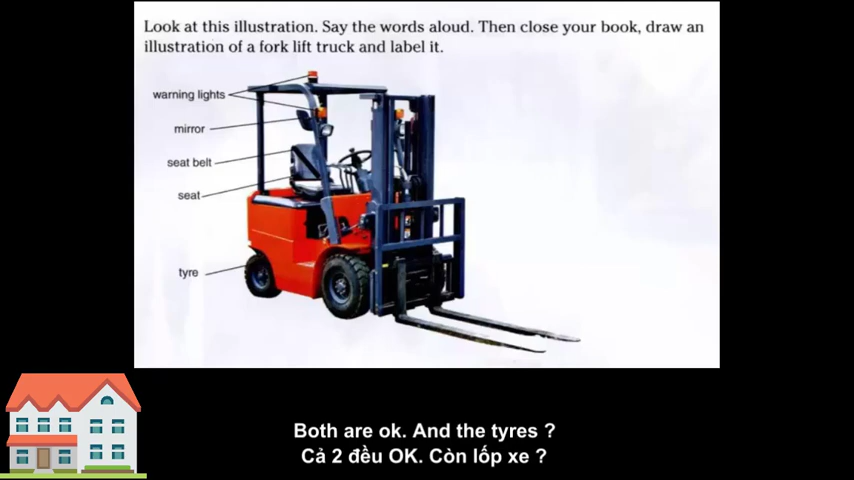 Look at this illustration. Say the words aloud. Then close your book, draw an
illustration of a fork lift truck and label it.
warning lights
mirror
seat belt
seat
tyre
Both are ok. And the tyres ?
Cả 2 đều OK. Còn lốp xe ?